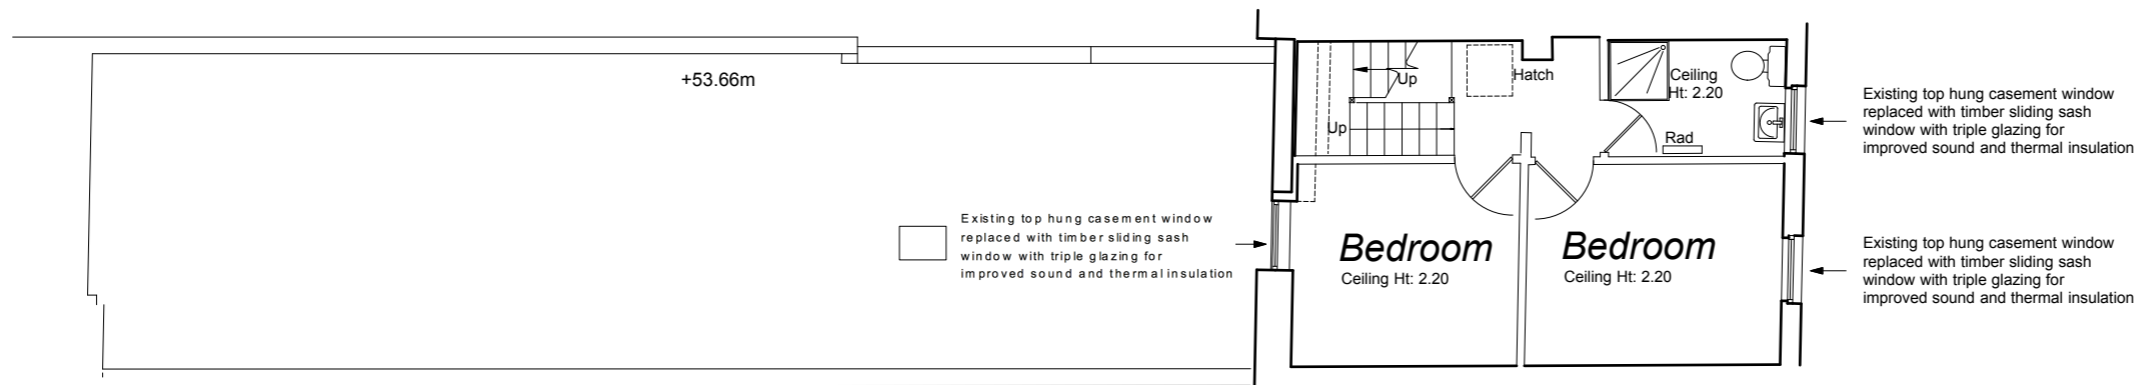 +53.66m
Up
Hatch
Ceiling
Ht: 2.20
Up
Rad
Existing top hung casement window
replaced with timber sliding sash
window with triple glazing for
improved sound and thermal insulation
Existing top hung casement window
replaced with timber sliding sash
window with triple glazing for
improved sound and thermal insulation
Bedroom
Ceiling Ht: 2.20
Bedroom
Ceiling Ht: 2.20
Existing top hung casement window
replaced with timber sliding sash
window with triple glazing for
improved sound and thermal insulation